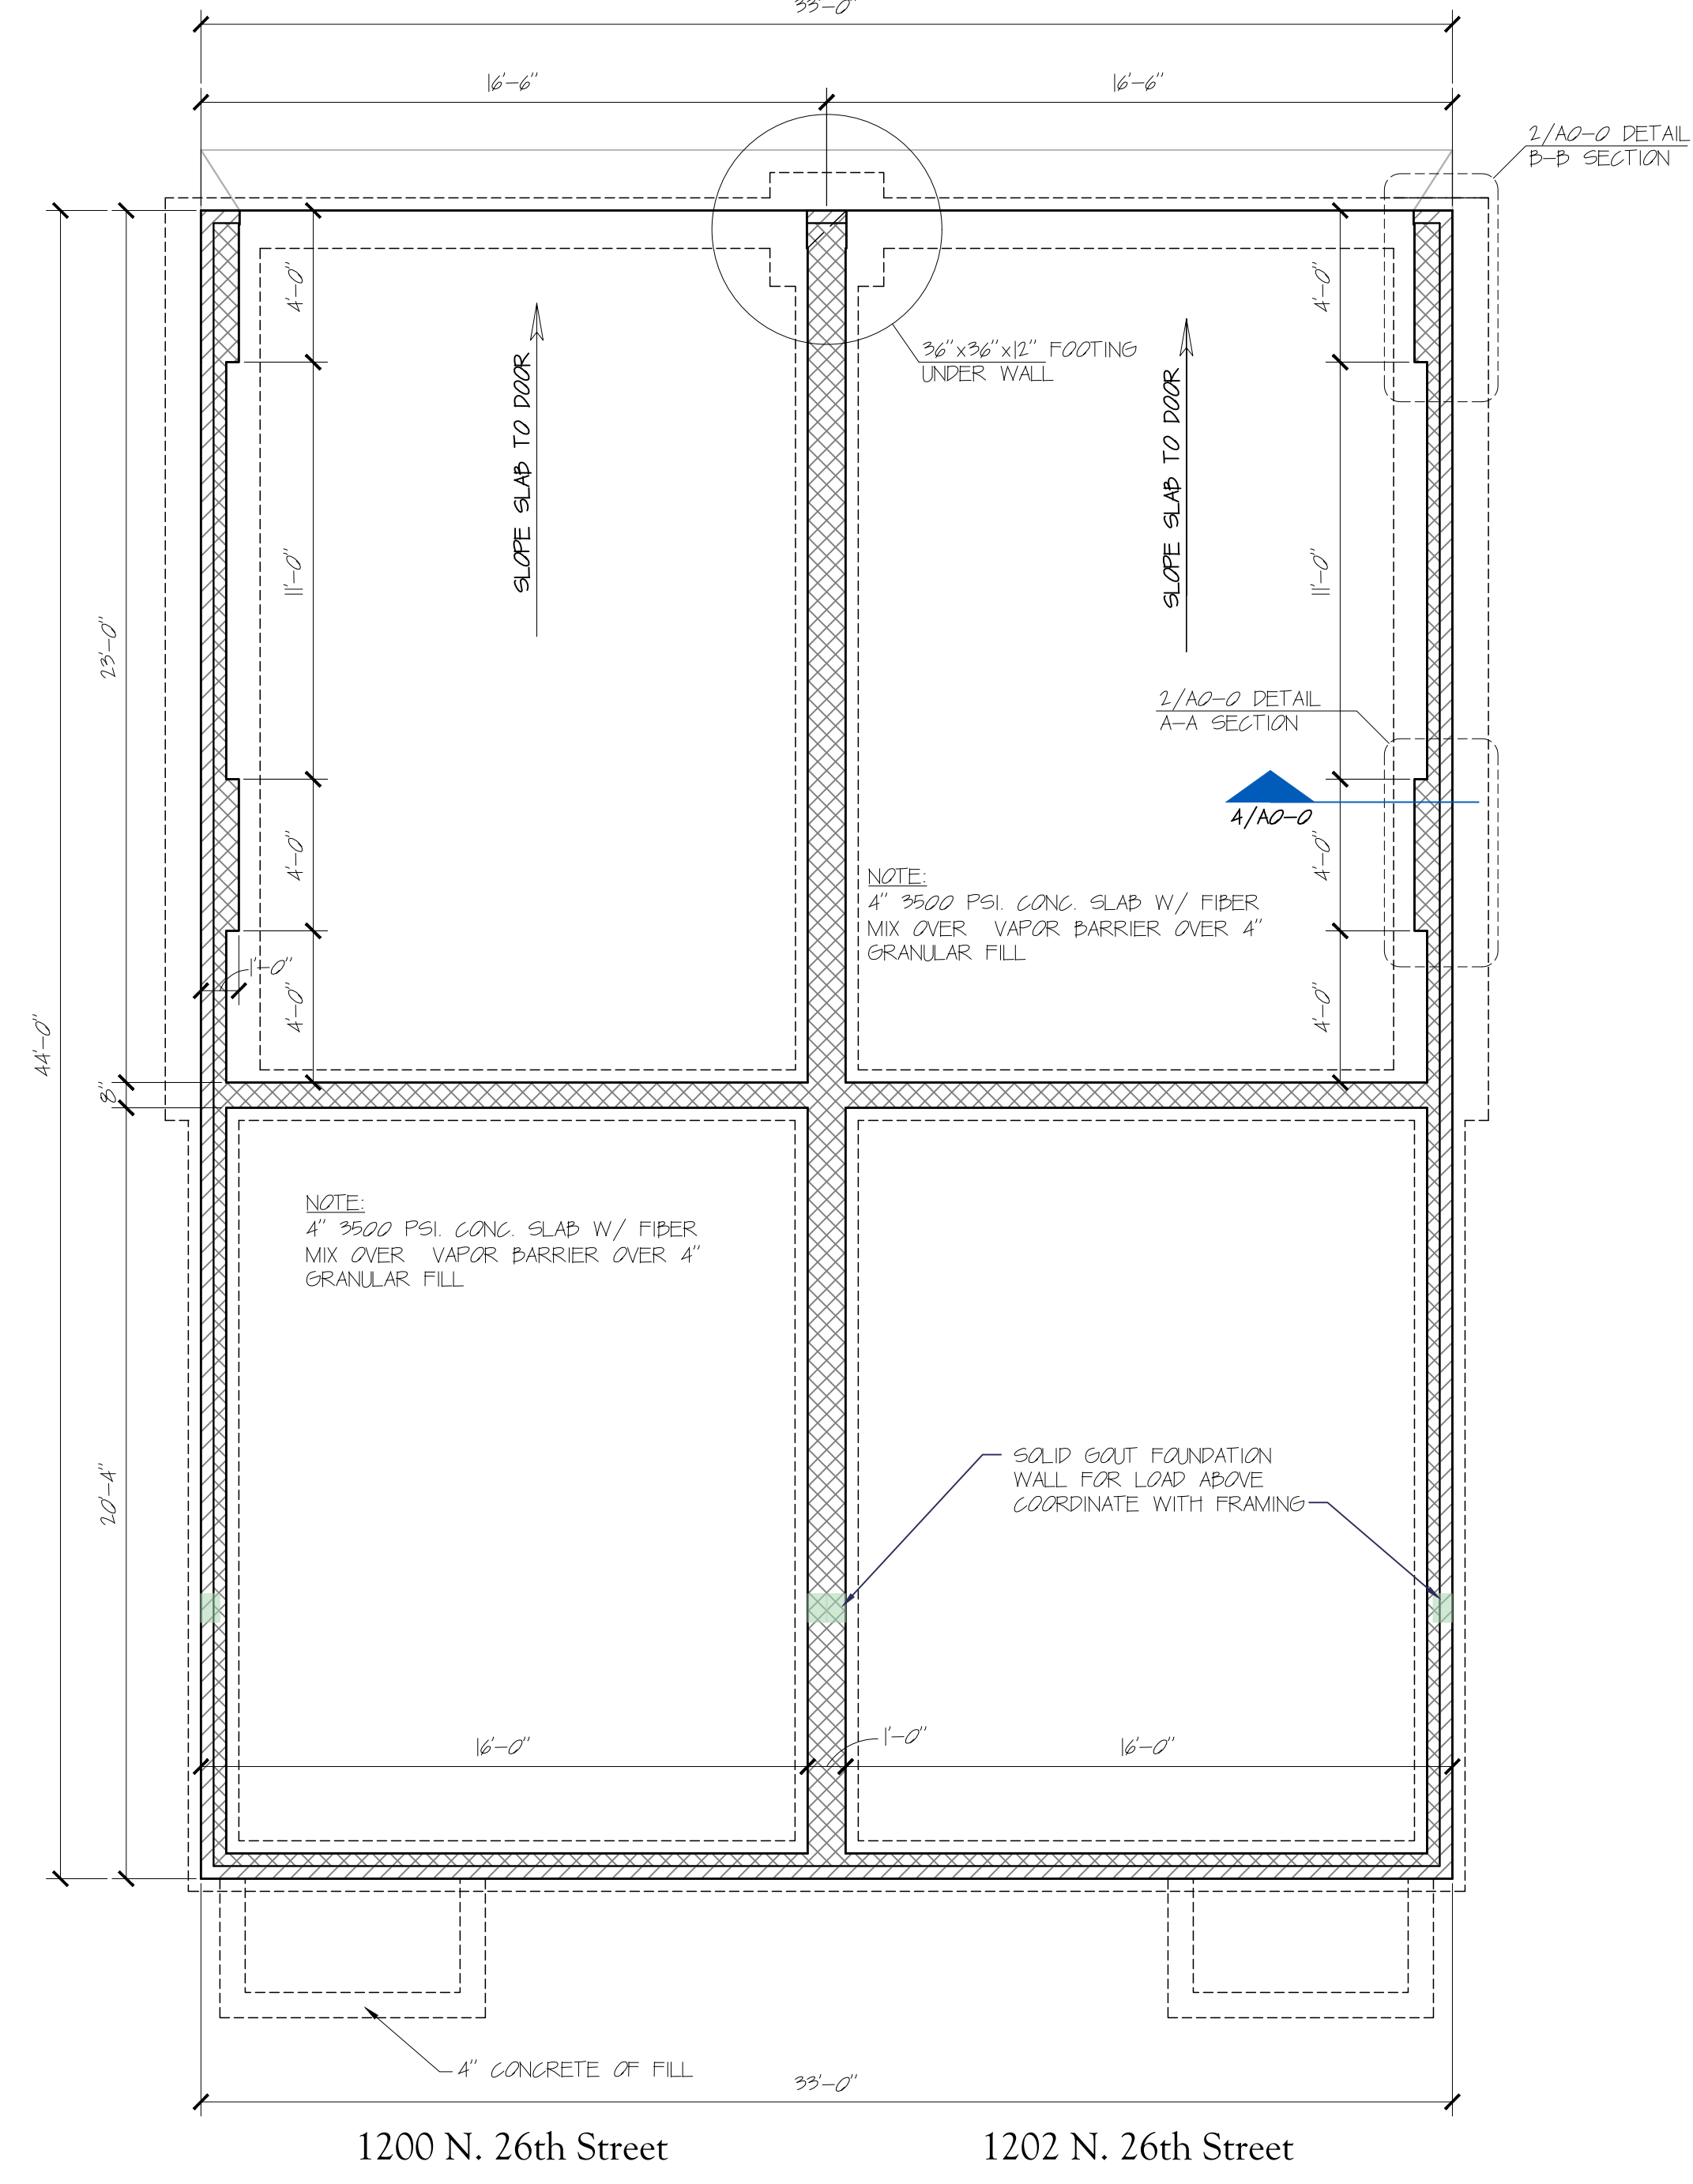 33'-0"
16'-6"
16'-6"
2/A0-0 DETAIL
B-B SECTION
4'-0"
4'-0"
36"x36"x12" FOOTING
UNDER WALL
SLOPE SLAB TO DOOR
SLOPE SLAB TO DOOR
11'-0"
11'-0"
23'-0"
2/A0-0 DETAIL
A-A SECTION
4/A0-0
4'-0"
4'-0"
NOTE:
4" 3500 PSI. CONC. SLAB W/ FIBER
MIX OVER VAPOR BARRIER OVER 4"
GRANULAR FILL
1'-0"
4'-0"
4'-0"
44'-0"
8"
NOTE:
4" 3500 PSI. CONC. SLAB W/ FIBER
MIX OVER VAPOR BARRIER OVER 4"
GRANULAR FILL
20'-4"
SOLID GOUT FOUNDATION
WALL FOR LOAD ABOVE
COORDINATE WITH FRAMING
16'-0"
1'-0"
16'-0"
4" CONCRETE OF FILL
33'-0"
1200 N. 26th Street
1202 N. 26th Street